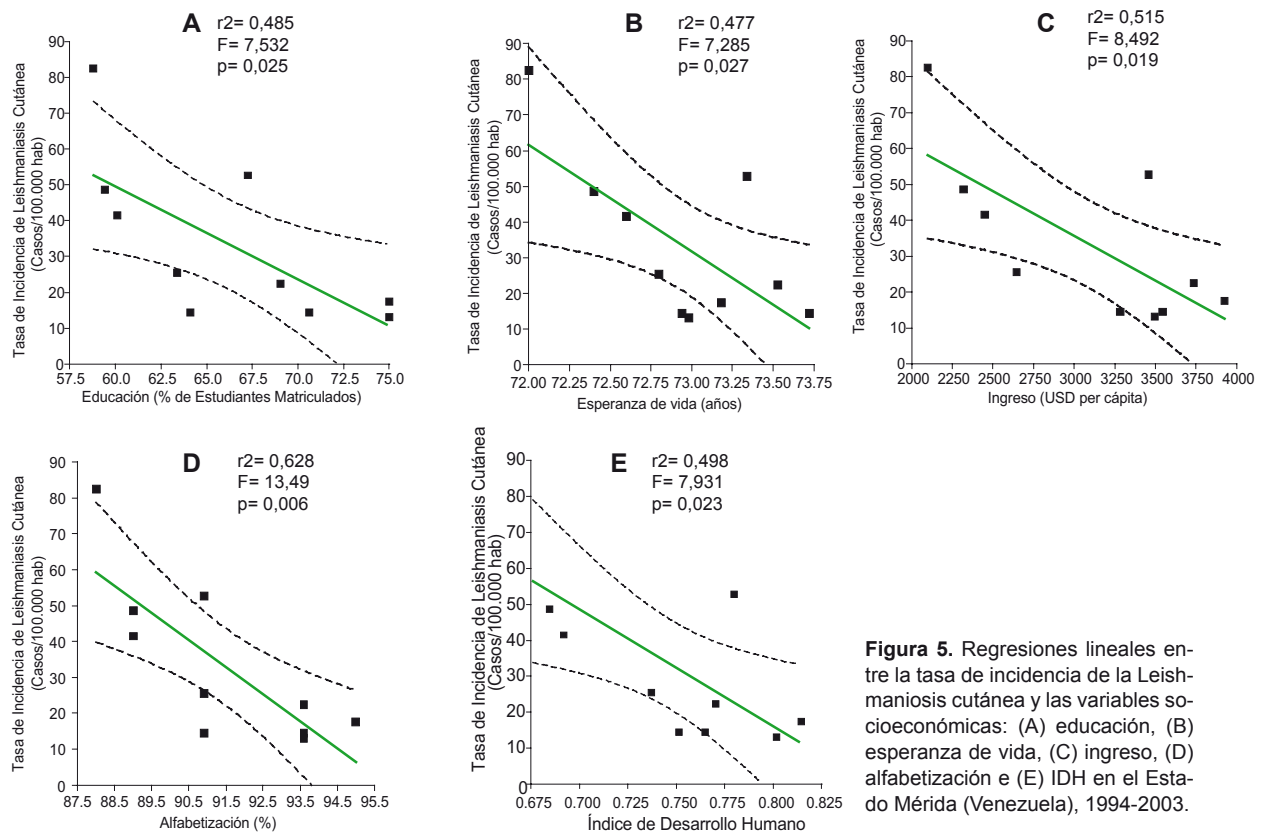 A
r2= 0,485
F= 7,532
p= 0,025
Tasa de Incidencia de Leishmaniasis Cutánea
(Casos/100.000 hab)
90
80
70
60
50
40
30
20
10
0
57.5 60.0 62.5 65.0 67.5 70.0 72.5 75.0
Educación (% de Estudiantes Matriculados)
B
r2= 0,477
F= 7,285
p= 0,027
Tasa de Incidencia de Leishmaniasis Cutánea
(Casos/100.000 hab)
90
80
70
60
50
40
30
20
10
0
72.00 72.25 72.50 72.75 73.00 73.25 73.50 73.75
Esperanza de vida (años)
C
r2= 0,515
F= 8,492
p= 0,019
Tasa de Incidencia de Leishmaniasis Cutánea
(Casos/100.000 hab)
90
80
70
60
50
40
30
20
10
0
2000 2250 2500 2750 3000 3250 3500 3750 4000
Ingreso (USD per cápita)
D
r2= 0,628
F= 13,49
p= 0,006
Tasa de Incidencia de Leishmaniasis Cutánea
(Casos/100.000 hab)
90
80
70
60
50
40
30
20
10
0
87.5 88.5 89.5 90.5 91.5 92.5 93.5 94.5 95.5
Alfabetización (%)
E
r2= 0,498
F= 7,931
p= 0,023
Tasa de Incidencia de Leishmaniasis Cutánea
(Casos/100.000 hab)
90
80
70
60
50
40
30
20
10
0
0.675 0.700 0.725 0.750 0.775 0.800 0.825
Índice de Desarrollo Humano
Figura 5. Regresiones lineales en-
tre la tasa de incidencia de la Leish-
maniosis cutánea y las variables so-
cioeconómicas: (A) educación, (B)
esperanza de vida, (C) ingreso, (D)
alfabetización e (E) IDH en el Esta-
do Mérida (Venezuela), 1994-2003.